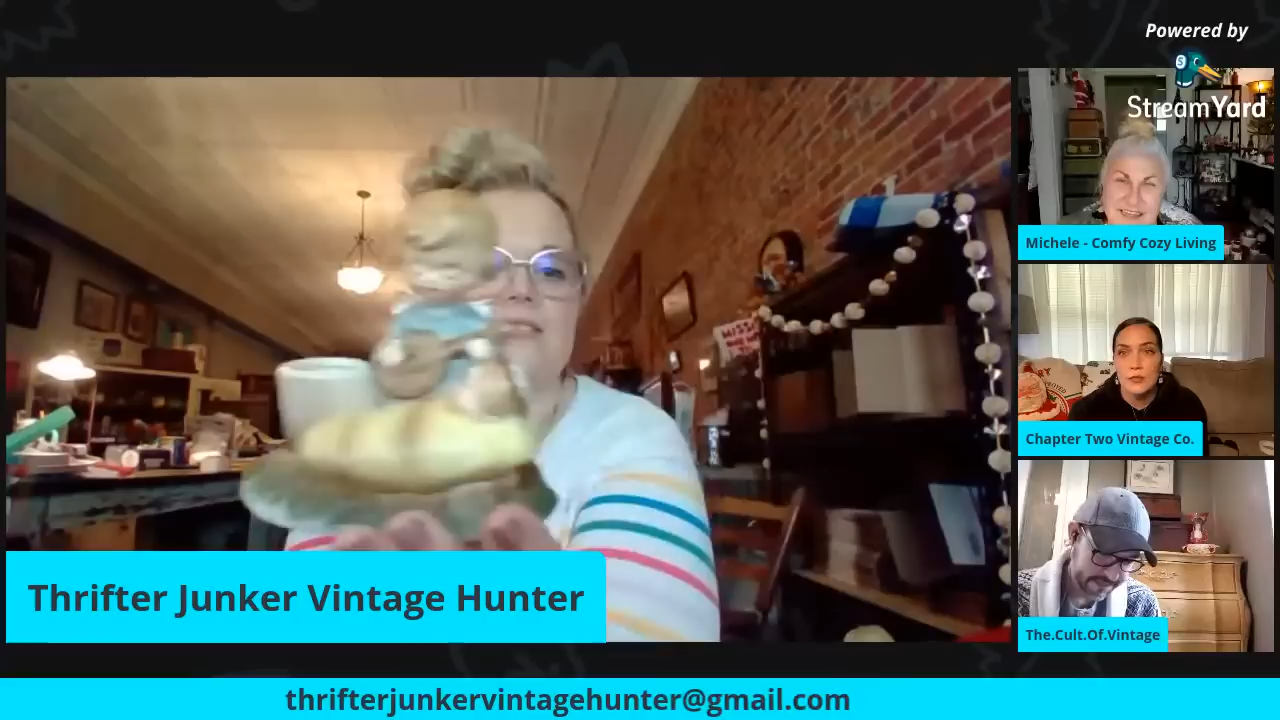 Powered by
StreamYard
Michele - Comfy Cozy Living
Chapter Two Vintage Co.
The.Cult.Of.Vintage
Thrifter Junker Vintage Hunter
thrifterjunkervintagehunter@gmail.com